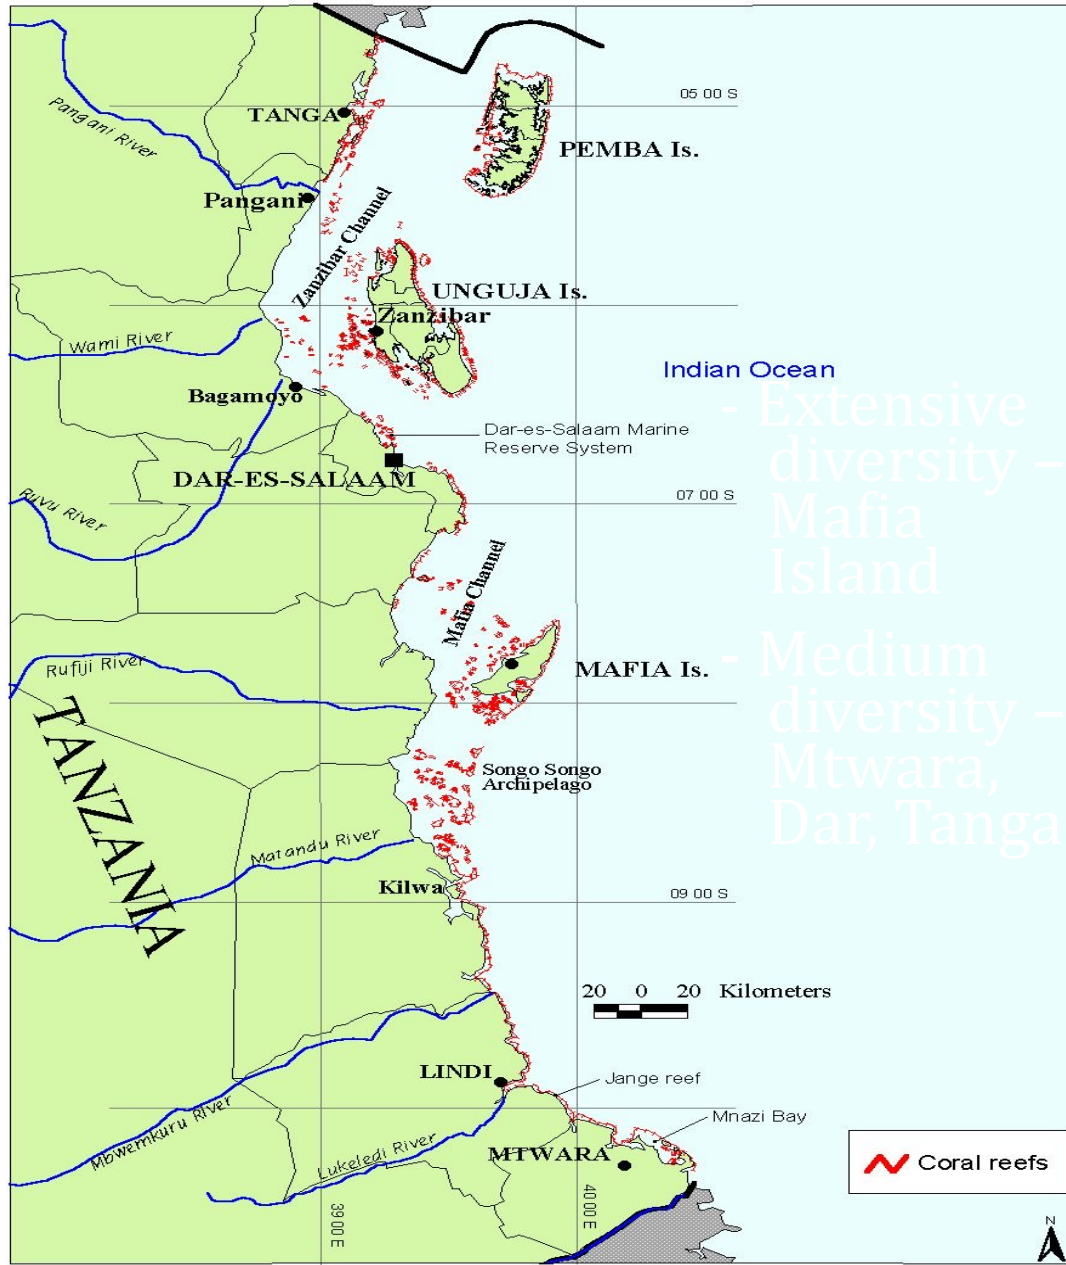 05 00 S
TANGA
Pangani River
PEMBA Is.
Pangani
Zanzibar Channel
UNGUJA Is.
Zanzibar
Wami River
Indian Ocean
Bagamoyo
- Extensive
diversity –
Mafia
Island
Dar-es-Salaam Marine
Reserve System
DAR-ES-SALAAM
07 00 S
Ruvu River
Mafia Channel
Rufiji River
MAFIA Is.
- Medium
diversity –
Mtwara,
Dar, Tanga
TANZANIA
Songo Songo
Archipelago
Matandu River
Kilwa
09 00 S
20 0 20 Kilometers
LINDI
Jange reef
Mnazi Bay
Mbwemkuru River
Lukeledi River
MTWARA
Coral reefs
39 00 E
40 00 E
N